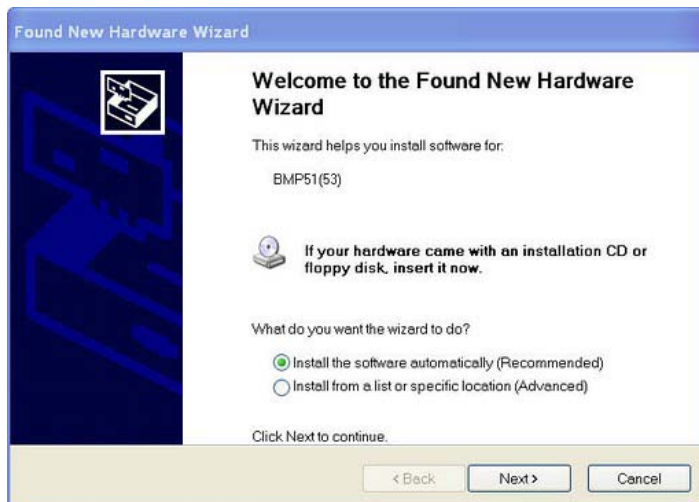 Found New Hardware Wizard
Welcome to the Found New Hardware
Wizard
This wizard helps you install software for:
BMP51(53)
If your hardware came with an installation CD or
floppy disk, insert it now.
What do you want the wizard to do?
Install the software automatically (Recommended)
Install from a list or specific location (Advanced)
Click Next to continue.
< Back
Next >
Cancel